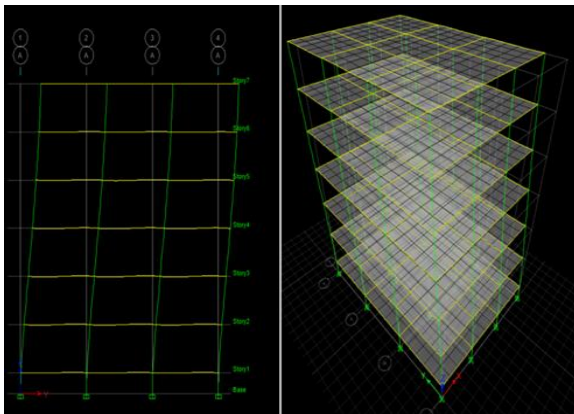 1 2 3 4
A A A A
Story7
Story6
Story5
Story4
Story3
Story2
Story1
Base
Y
Y X